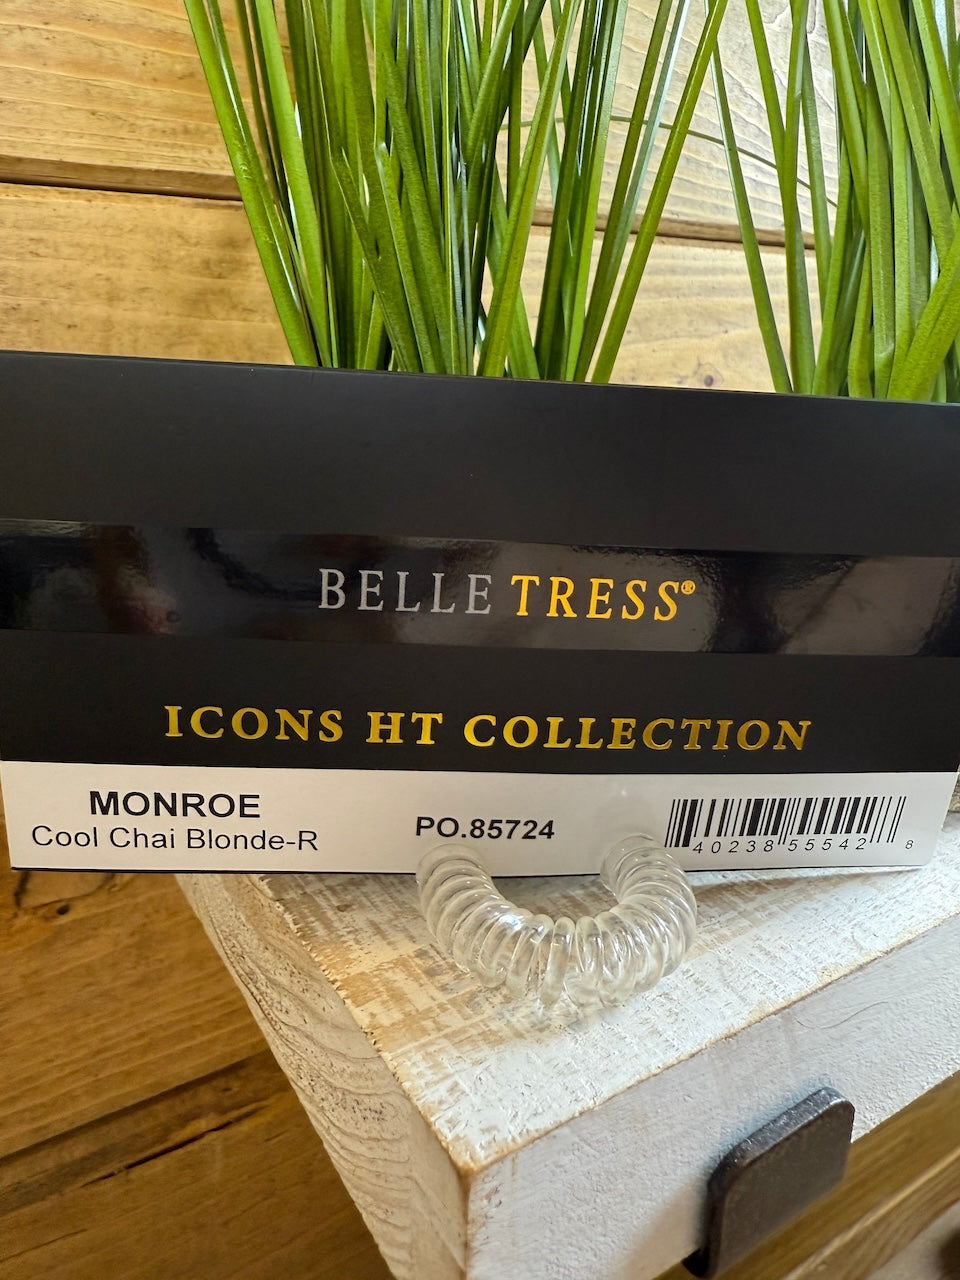 BELLE TRESS®
ICONS HT COLLECTION
MONROE
Cool Chai Blonde-R
PO.85724
40238 55542 8